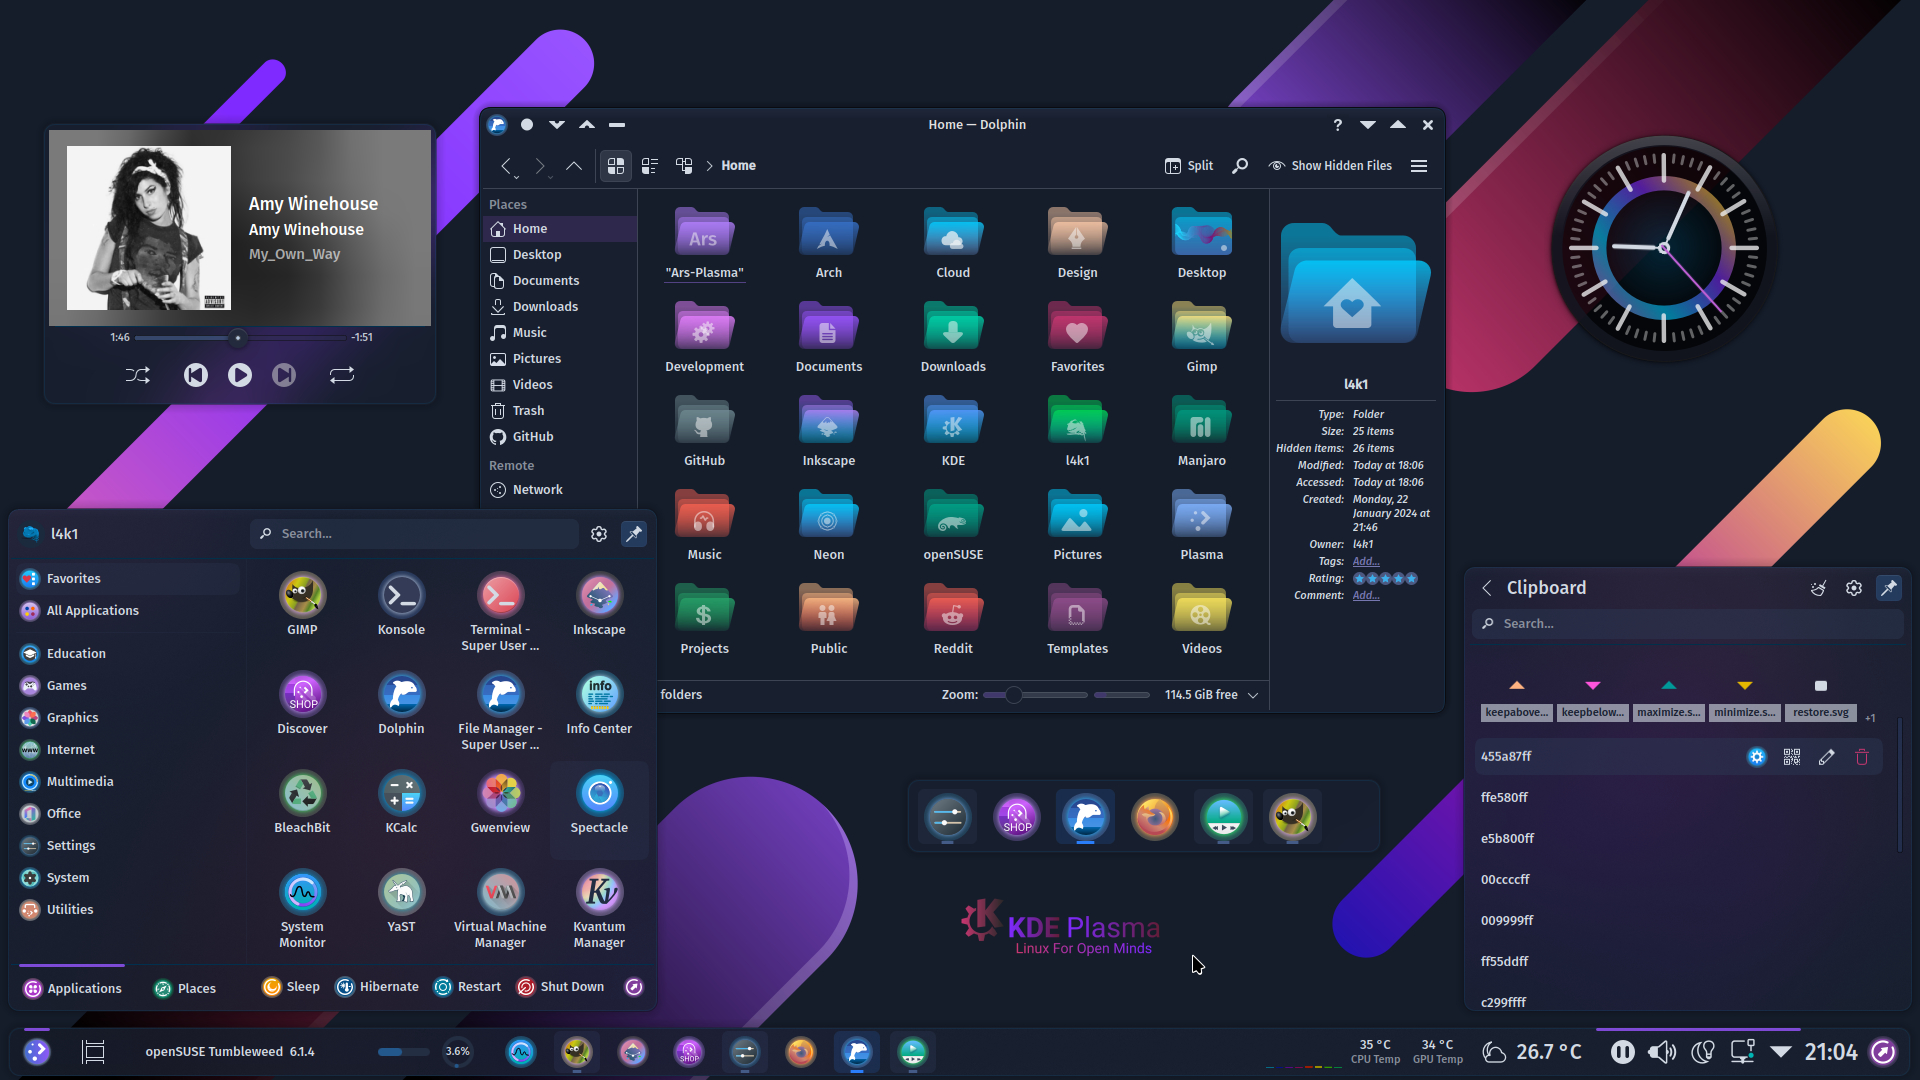 Amy Winehouse
Amy Winehouse
My_Own_Way
1:46
-1:51
Home — Dolphin
?
Home
Split
Show Hidden Files
Places
Home
Desktop
Documents
Downloads
Music
Pictures
Videos
Trash
GitHub
Remote
Network
Ars
"Ars-Plasma"
Arch
Cloud
Design
Desktop
Development
Documents
Downloads
Favorites
Gimp
GitHub
Inkscape
KDE
l4k1
Manjaro
Music
Neon
openSUSE
Pictures
Plasma
Projects
Public
Reddit
Templates
Videos
folders
Zoom:
114.5 GiB free
l4k1
Type: Folder
Size: 25 items
Hidden items: 26 items
Modified: Today at 18:06
Accessed: Today at 18:06
Created: Monday, 22
January 2024 at
21:46
Owner: l4k1
Tags: Add...
Rating:
Comment: Add...
l4k1
Search...
Favorites
All Applications
Education
Games
Graphics
Internet
Multimedia
Office
Settings
System
Utilities
GIMP
Konsole
Terminal -
Super User ...
Inkscape
SHOP
Discover
Dolphin
File Manager -
Super User ...
info
Info Center
BleachBit
KCalc
Gwenview
Spectacle
System
Monitor
YaST
Virtual Machine
Manager
Kv
Kvantum
Manager
Applications
Places
Sleep
Hibernate
Restart
Shut Down
SHOP
KDE Plasma
Linux For Open Minds
Clipboard
Search...
keepabove...
keepbelow...
maximize.s...
minimize.s...
restore.svg
+1
455a87ff
ffe580ff
e5b800ff
00ccccff
009999ff
ff55ddff
c299ffff
openSUSE Tumbleweed 6.1.4
3.6%
SHOP
35 °C
CPU Temp
34 °C
GPU Temp
26.7 °C
21:04